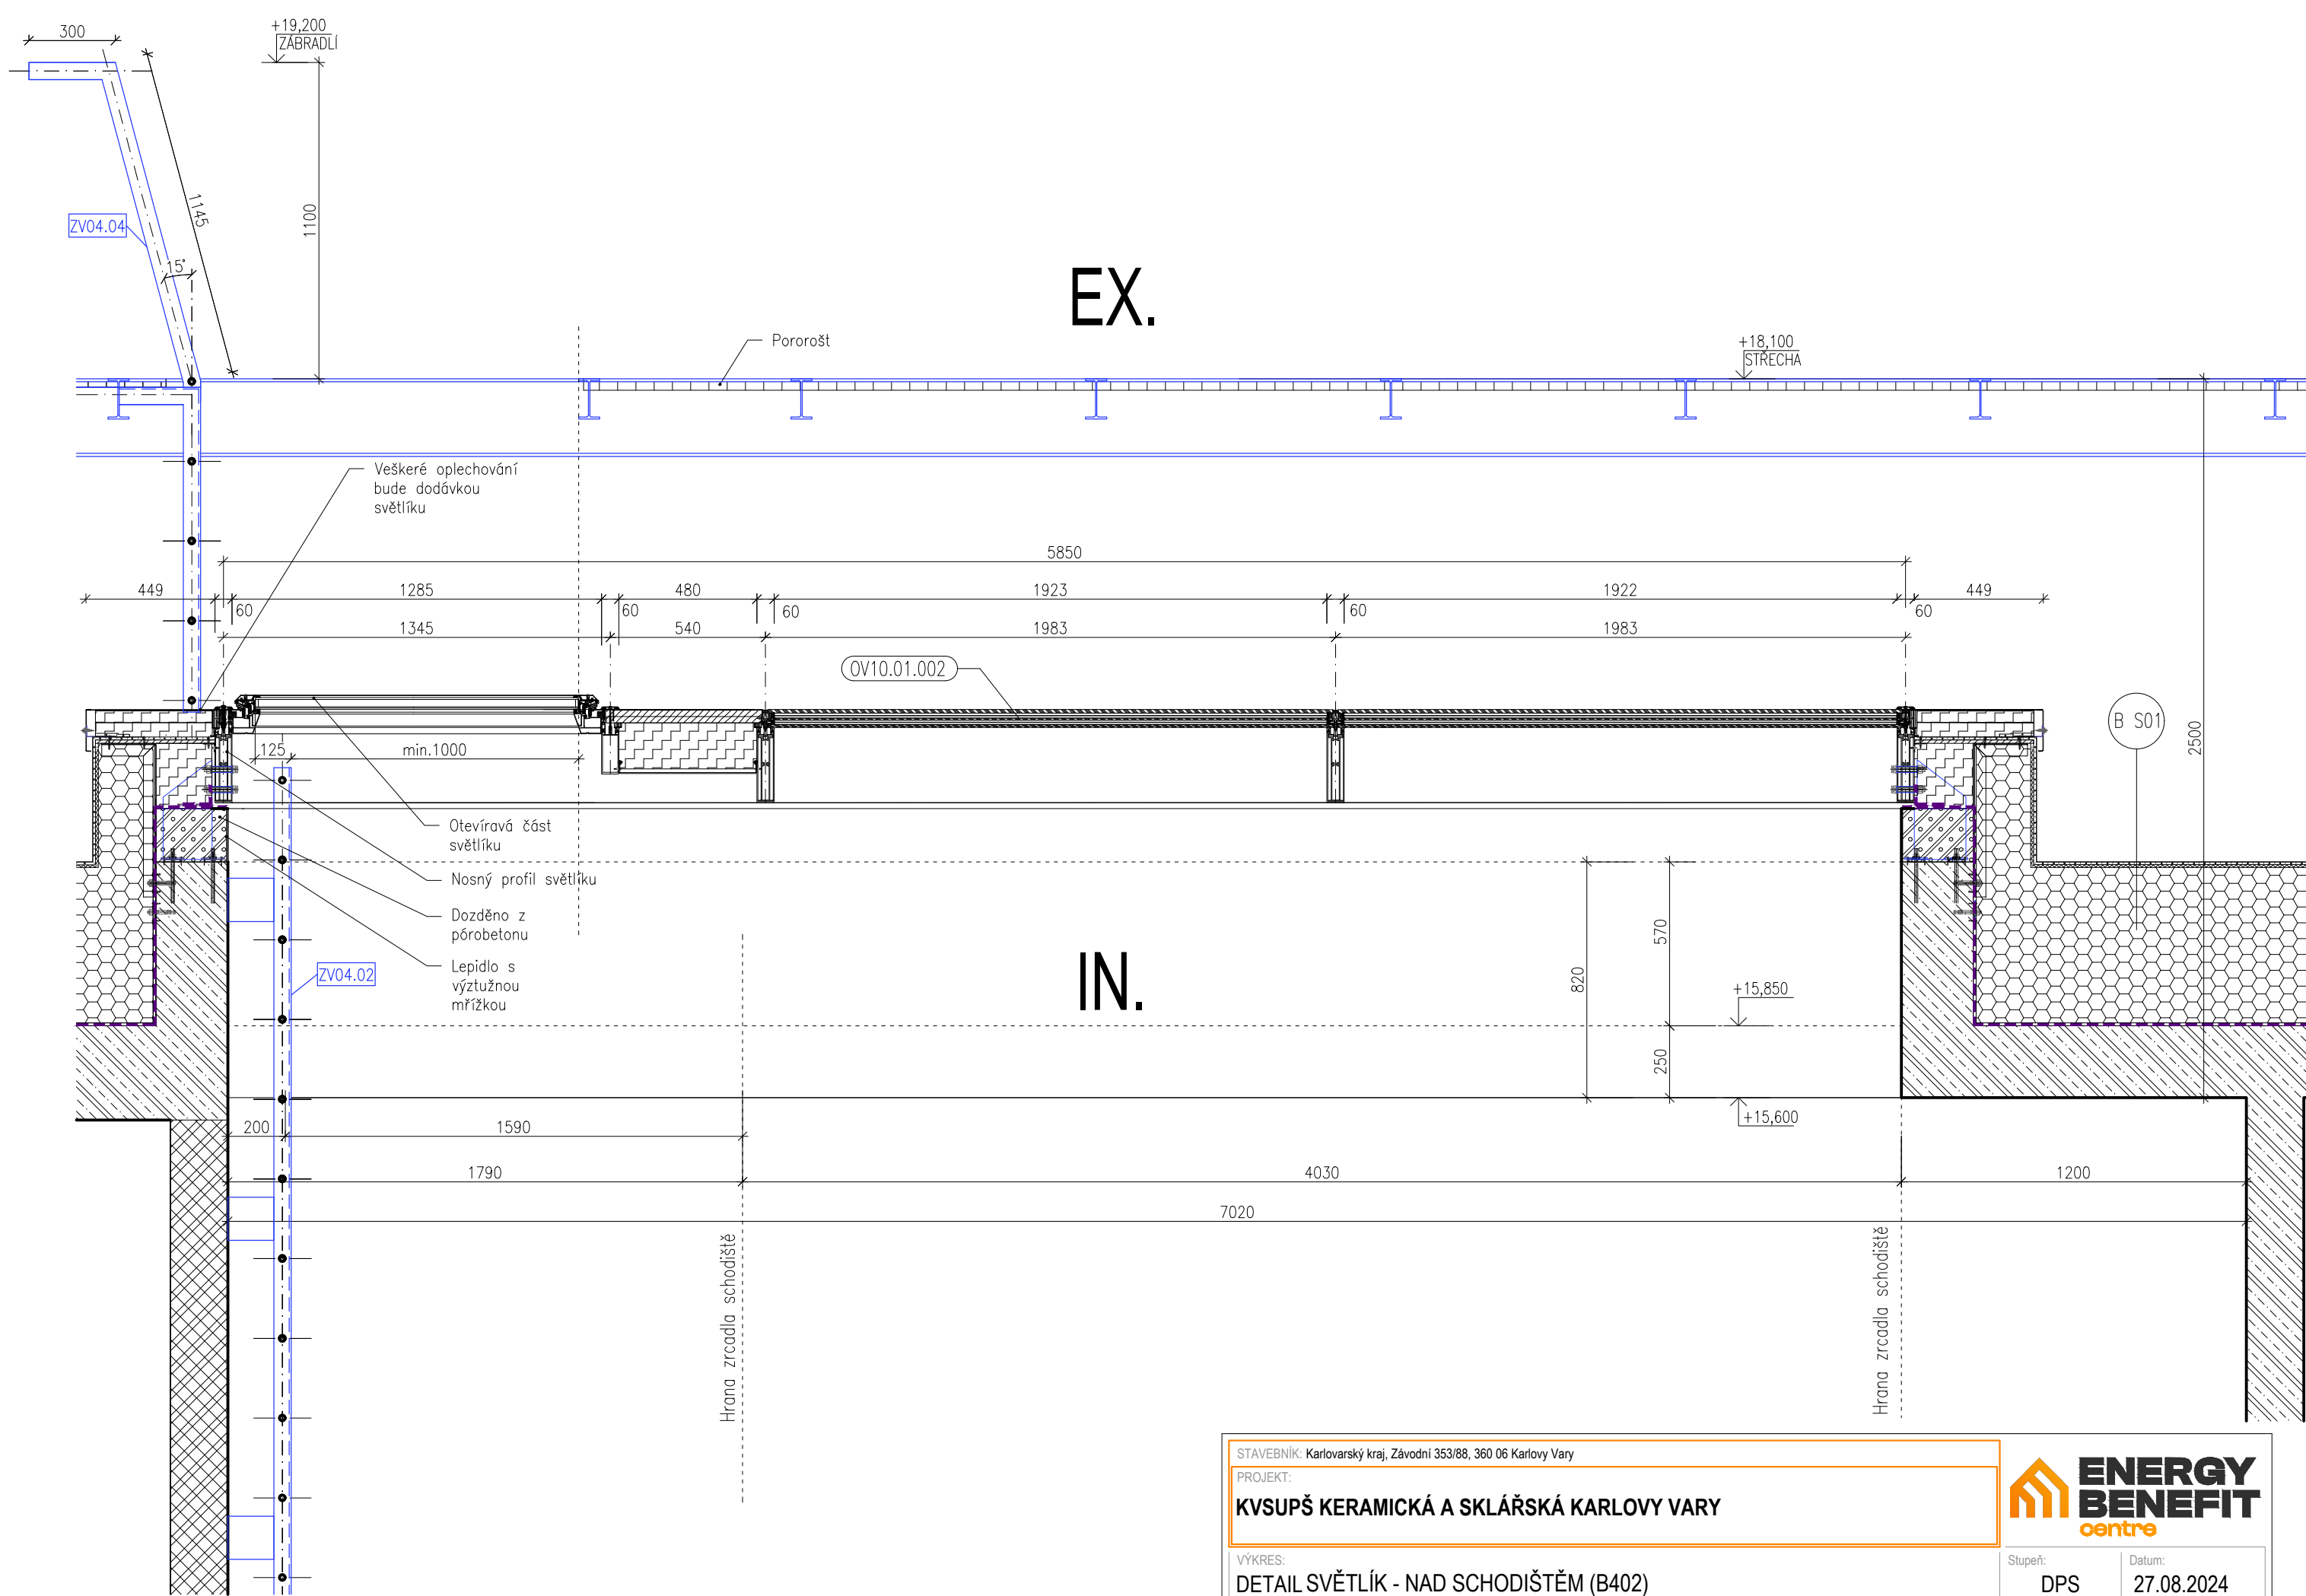 300
+19,200
ZÁBRADLÍ
1145
1100
ZV04.04
15°
EX.
Pororošt
+18,100
STŘECHA
Veškeré oplechování
bude dodávkou
světlíku
5850
449
60
1285
60
480
60
1923
60
1922
60
449
1345
540
1983
1983
OV10.01.002
B S01
2500
125
min.1000
Otevíravá část
světlíku
Nosný profil světlíku
Dozděno z
pórobetonu
Lepidlo s
výztužnou
mřížkou
ZV04.02
IN.
820
570
250
+15,850
+15,600
200
1590
1790
4030
1200
7020
Hrana zrcadla schodiště
Hrana zrcadla schodiště
STAVEBNÍK: Karlovarský kraj, Závodní 353/88, 360 06 Karlovy Vary
PROJEKT:
KVSUPŠ KERAMICKÁ A SKLÁŘSKÁ KARLOVY VARY
ENERGY
BENEFIT
centre
VÝKRES:
DETAIL SVĚTLÍK - NAD SCHODIŠTĚM (B402)
Stupeň:
DPS
Datum:
27.08.2024